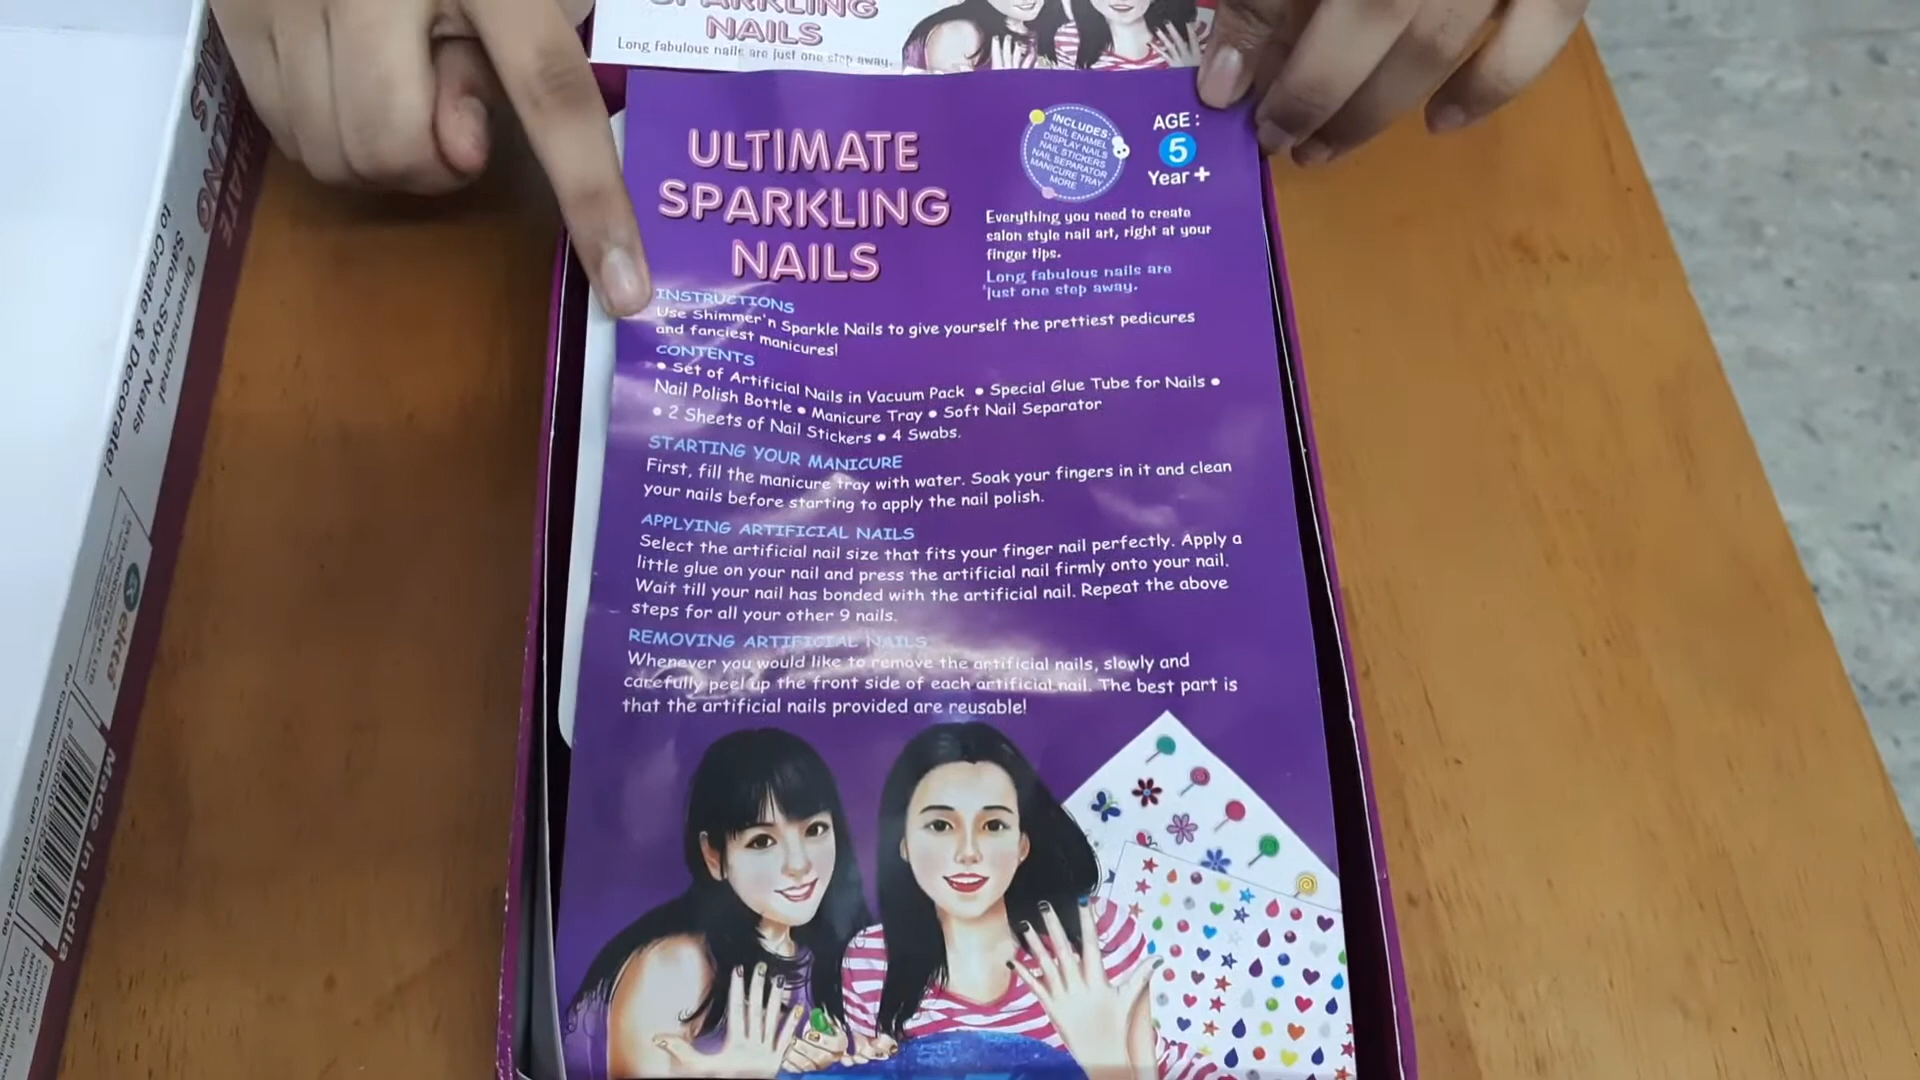 SPARKLING
NAILS
Long fabulous nails are just one step away.
ULTIMATE
SPARKLING
NAILS
INCLUDES:
NAIL ENAMEL
DISPLAY NAILS
NAIL STICKERS
NAIL SEPARATOR
MANICURE TRAY
MORE
AGE :
5
Year +
Everything you need to create
salon style nail art, right at your
finger tips.
Long fabulous nails are
just one step away.
INSTRUCTIONS
Use Shimmer'n Sparkle Nails to give yourself the prettiest pedicures
and fanciest manicures!
CONTENTS
• Set of Artificial Nails in Vacuum Pack • Special Glue Tube for Nails •
Nail Polish Bottle • Manicure Tray • Soft Nail Separator
• 2 Sheets of Nail Stickers • 4 Swabs.
STARTING YOUR MANICURE
First, fill the manicure tray with water. Soak your fingers in it and clean
your nails before starting to apply the nail polish.
APPLYING ARTIFICIAL NAILS
Select the artificial nail size that fits your finger nail perfectly. Apply a
little glue on your nail and press the artificial nail firmly onto your nail.
Wait till your nail has bonded with the artificial nail. Repeat the above
steps for all your other 9 nails.
REMOVING ARTIFICIAL NAILS
Whenever you would like to remove the artificial nails, slowly and
carefully peel up the front side of each artificial nail. The best part is
that the artificial nails provided are reusable!
Dimensional
Salon-Style Nails
to Create & Decorate!
ekta
Made in India
For Customer Care Call